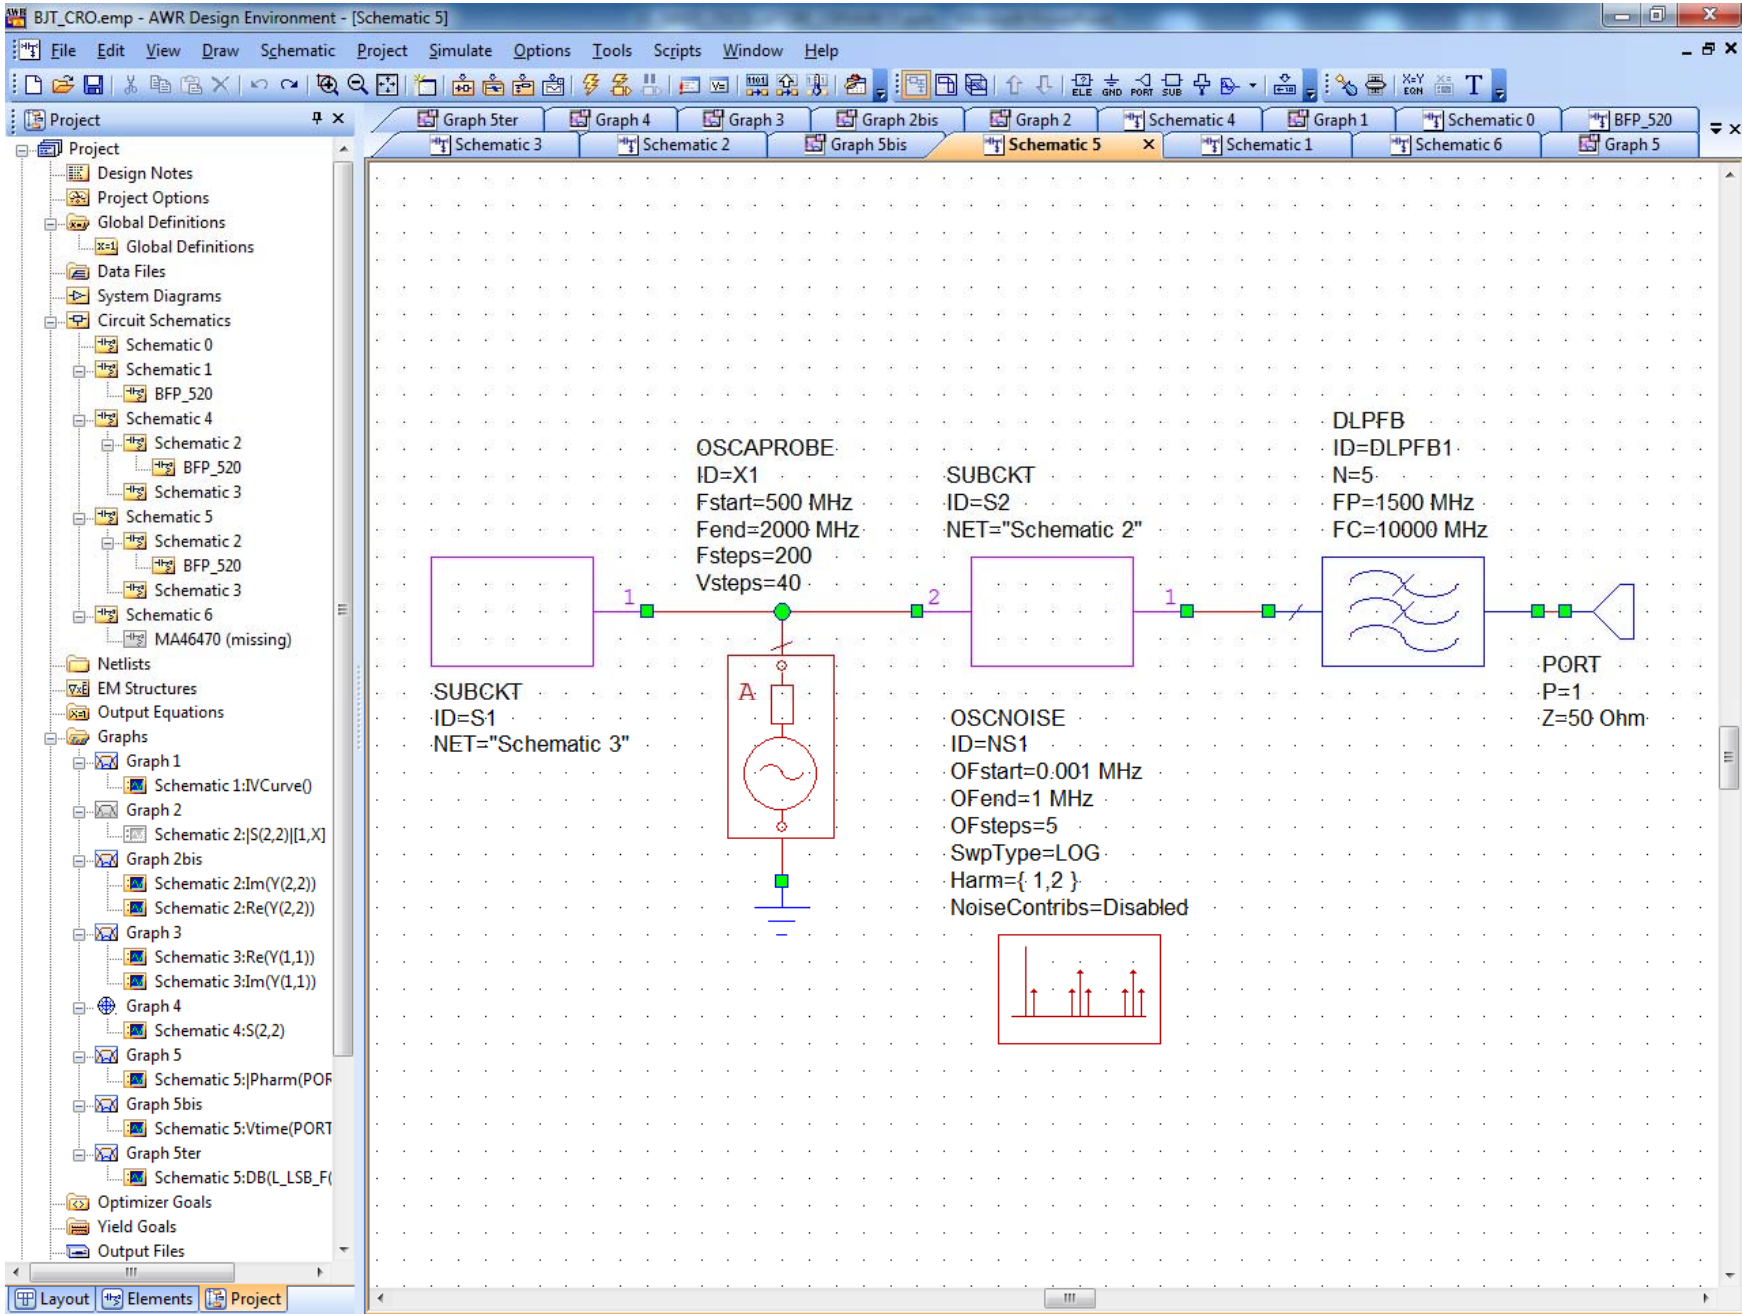 BJT_CRO.emp - AWR Design Environment - [Schematic 5]
File Edit View Draw Schematic Project Simulate Options Tools Scripts Window Help
ELE GND PORT SUB X=Y EQN T
Project
Graph 5ter Graph 4 Graph 3 Graph 2bis Graph 2 Schematic 4 Graph 1 Schematic 0 BFP_520
Schematic 3 Schematic 2 Graph 5bis Schematic 5 Schematic 1 Schematic 6 Graph 5
Project
Design Notes
Project Options
Global Definitions
Global Definitions
Data Files
System Diagrams
Circuit Schematics
Schematic 0
Schematic 1
BFP_520
Schematic 4
Schematic 2
BFP_520
Schematic 3
Schematic 5
Schematic 2
BFP_520
Schematic 3
Schematic 6
MA46470 (missing)
Netlists
EM Structures
Output Equations
Graphs
Graph 1
Schematic 1:IVCurve()
Graph 2
Schematic 2:|S(2,2)|[1,X]
Graph 2bis
Schematic 2:Im(Y(2,2))
Schematic 2:Re(Y(2,2))
Graph 3
Schematic 3:Re(Y(1,1))
Schematic 3:Im(Y(1,1))
Graph 4
Schematic 4:S(2,2)
Graph 5
Schematic 5:|Pharm(POR
Graph 5bis
Schematic 5:Vtime(PORT
Graph 5ter
Schematic 5:DB(L_LSB_F(
Optimizer Goals
Yield Goals
Output Files
Layout Elements Project
SUBCKT
ID=S1
NET="Schematic 3"
1
OSCAPROBE
ID=X1
Fstart=500 MHz
Fend=2000 MHz
Fsteps=200
Vsteps=40
A
SUBCKT
ID=S2
NET="Schematic 2"
2
1
OSCNOISE
ID=NS1
OFstart=0.001 MHz
OFend=1 MHz
OFsteps=5
SwpType=LOG
Harm={ 1,2 }
NoiseContribs=Disabled
DLPFB
ID=DLPFB1
N=5
FP=1500 MHz
FC=10000 MHz
PORT
P=1
Z=50 Ohm